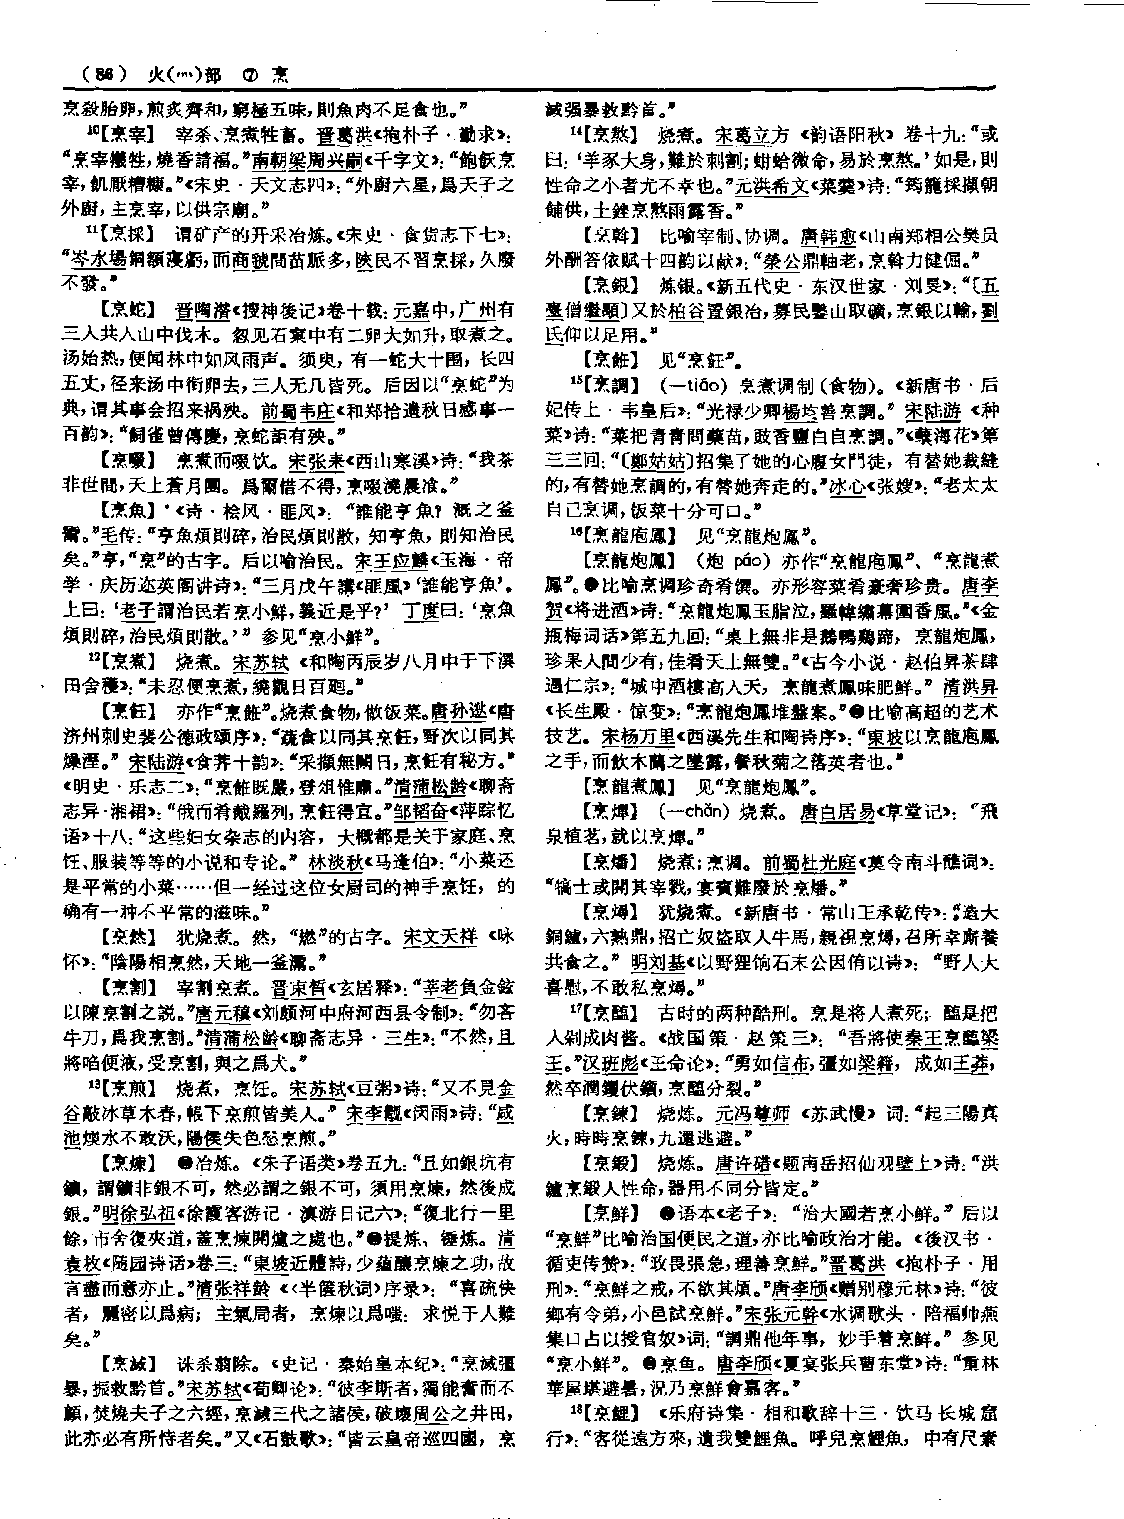 （86） 火（灬）部 ⑦ 烹
烹殺胎卵，煎炙齊和，窮極五味，則魚肉不足食也。”
10【烹宰】 宰杀、烹煮牲畜。晋葛洪《抱朴子·勤求》：
“烹宰犧牲，燒香請福。”南朝梁周兴嗣《千字文》：“飽飫烹
宰，飢厭糟糠。”《宋史·天文志四》：“外廚六星，爲天子之
外廚，主烹宰，以供宗廟。”
11【烹採】 谓矿产的开采冶炼。《宋史·食货志下七》：
“岑水場銅額寖虧，而商虢間苗脈多，陝民不習烹採，久廢
不發。”
【烹蛇】 晋陶潜《搜神後记》卷十载：元嘉中，广州有
三人共入山中伐木。忽见石窠中有二卵大如升，取煮之。
汤始热，便闻林中如风雨声。须臾，有一蛇大十围，长四
五丈，径来汤中衔卵去，三人无几皆死。后因以“烹蛇”为
典，谓其事会招来祸殃。前蜀韦庄《和郑拾遗秋日感事一
百韵》：“飼雀曾傳慶，烹蛇詎有殃。”
【烹啜】 烹煮而啜饮。宋张耒《西山寒溪》诗：“我茶
非世間，天上蒼月團。爲爾惜不得，烹啜澆晨飡。”
【烹魚】 《诗·桧风·匪风》：“誰能亨魚？溉之釜
鬵。”毛传：“亨魚煩則碎，治民煩則散，知亨魚，則知治民
矣。”亨，“烹”的古字。后以喻治民。宋王应麟《玉海·帝
学·庆历迩英阁讲诗》：“三月戊午講《匪風》‘誰能亨魚’。
上曰：‘老子謂治民若烹小鮮，義近是乎？’ 丁度曰：‘烹魚
煩則碎，治民煩則散。’” 参见“烹小鮮”。
12【烹煮】 烧煮。宋苏轼《和陶丙辰岁八月中于下潠
田舍穫》：“未忍便烹煮，繞觀日百廻。”
【烹飪】 亦作“烹餁”。烧煮食物，做饭菜。唐孙逖《唐
济州刺史裴公德政颂序》：“蔬食以同其烹飪，野次以同其
燥溼。” 宋陆游《食荠十韵》：“采擷無闕日，烹飪有秘方。”
《明史·乐志二》：“烹餁既嚴，登俎惟肅。”清蒲松龄《聊斋
志异·湘裙》：“俄而肴胾羅列，烹飪得宜。”邹韬奋《萍踪忆
语》十八：“这些妇女杂志的内容，大概都是关于家庭、烹
饪、服装等等的小说和专论。” 林淡秋《马逢伯》：“小菜还
是平常的小菜……但一经过这位女厨司的神手烹饪，的
确有一种不平常的滋味。”
【烹然】 犹烧煮。然，“燃”的古字。宋文天祥《咏
怀》：“陰陽相烹然，天地一釜鬵。”
【烹割】 宰割烹煮。晋束晳《玄居释》：“莘老負金鉉
以陳烹割之説。”唐元稹《刘颇河中府河西县令制》：“勿吝
牛刀，爲我烹割。”清蒲松龄《聊斋志异·三生》：“不然，且
將啗便液，受烹割，與之爲犬。”
13【烹煎】 烧煮，烹饪。宋苏轼《豆粥》诗：“又不見金
谷敲冰草木春，帳下烹煎皆美人。” 宋李觏《闵雨》诗：“咸
池煥水不敢沃，陽侯失色怨烹煎。”
【烹煉】 ●冶炼。《朱子语类》卷五九：“且如銀坑有
鑛，謂鑛非銀不可，然必謂之銀不可，須用烹煉，然後成
銀。”明徐弘祖《徐霞客游记·滇游日记六》：“復北行一里
餘，市舍復夾道，蓋烹煉開爐之處也。”●提炼、锤炼。清
袁枚《随园诗话》卷三：“東坡近體詩，少蘊釀烹煉之功，故
言盡而意亦止。”清张祥龄《〈半箧秋词〉序录》：“喜疏快
者，麗密以爲病；主氣局者，烹煉以爲嗤：求悦于人難
矣。”
【烹滅】 诛杀翦除。《史记·秦始皇本纪》：“烹滅彊
暴，振救黔首。”宋苏轼《荀卿论》：“彼李斯者，獨能奮而不
顧，焚燒夫子之六經，烹滅三代之諸侯，破壞周公之井田，
此亦必有所恃者矣。”又《石鼓歌》：“皆云皇帝巡四國，烹
滅强暴救黔首。”
14【烹熬】 烧煮。宋葛立方《韵语阳秋》卷十九：“或
曰：‘羊豕大身，難於刺割；蚶蛤微命，易於烹熬。’如是，則
性命之小者尤不幸也。”元洪希文《菜羹》诗：“筠籠採擷朝
餔供，土銼烹熬雨露香。”
【烹斡】 比喻宰制、协调。唐韩愈《山南郑相公樊员
外酬答依赋十四韵以献》：“滎公鼎軸老，烹斡力健倔。”
【烹銀】 炼银。《新五代史·东汉世家·刘旻》：“〔五
臺僧繼顒〕又於柏谷置銀冶，募民鑿山取礦，烹銀以輸，劉
氏仰以足用。”
【烹餁】 见“烹飪”。
15【烹調】 （—tiáo）烹煮调制（食物）。《新唐书·后
妃传上·韦皇后》：“光禄少卿楊均善烹調。” 宋陆游《种
菜》诗：“菜把青青間藥苗，豉香鹽白自烹調。”《孽海花》第
三三回：“〔鄭姑姑〕招集了她的心腹女門徒，有替她裁縫
的，有替她烹調的，有替她奔走的。”冰心《张嫂》：“老太太
自己烹调，饭菜十分可口。”
16【烹龍庖鳳】 见“烹龍炮鳳”。
【烹龍炮鳳】 （炮 páo）亦作“烹龍庖鳳”、“烹龍煮
鳳”。●比喻烹调珍奇肴馔。亦形容菜肴豪奢珍贵。唐李
贺《将进酒》诗：“烹龍炮鳳玉脂泣，羅幃繡幕圍香風。”《金
瓶梅词话》第五九回：“桌上無非是鵝鴨鷄蹄，烹龍炮鳳，
珍果人間少有，佳肴天上無雙。”《古今小说·赵伯昇茶肆
遇仁宗》：“城中酒樓高入天，烹龍煮鳳味肥鮮。” 清洪昇
《长生殿·惊变》：“烹龍炮鳳堆盤案。”●比喻高超的艺术
技艺。宋杨万里《西溪先生和陶诗序》：“東坡以烹龍庖鳳
之手，而飲木蘭之墜露，餐秋菊之落英者也。”
【烹龍煮鳳】 见“烹龍炮鳳”。
【烹燀】 （—chǎn）烧煮。唐白居易《草堂记》：“飛
泉植茗，就以烹燀。”
【烹燔】 烧煮；烹调。前蜀杜光庭《莫令南斗醮词》：
“犒士或開其宰戮，宴賓難廢於烹燔。”
【烹燖】 犹烧煮。《新唐书·常山王承乾传》：“造大
銅鑪，六熟鼎，招亡奴盜取人牛馬，親視烹燖，召所幸厮養
共食之。” 明刘基《以野狸饷石末公因侑以诗》：“野人大
喜慰，不敢私烹燖。”
17【烹醢】 古时的两种酷刑。烹是将人煮死；醢是把
人剁成肉酱。《战国策·赵策三》：“吾將使秦王烹醢梁
王。”汉班彪《王命论》：“勇如信布，彊如梁籍，成如王莽，
然卒潤鑊伏鑕，烹醢分裂。”
【烹鍊】 烧炼。元冯尊师《苏武慢》词：“起三陽真
火，時時烹鍊，九還逃避。”
【烹鍛】 烧炼。唐许碏《题南岳招仙观壁上》诗：“洪
鑪烹鍛人性命，器用不同分皆定。”
【烹鮮】 ●语本《老子》：“治大國若烹小鮮。”后以
“烹鮮”比喻治国便民之道，亦比喻政治才能。《後汉书·
循吏传赞》：“政畏張急，理善烹鮮。”晋葛洪《抱朴子·用
刑》：“烹鮮之戒，不欲其煩。”唐李颀《赠别穆元林》诗：“彼
鄉有令弟，小邑試烹鮮。”宋张元幹《水调歌头·陪福帅燕
集口占以授官奴》词：“調鼎他年事，妙手看烹鮮。” 参见
“烹小鮮”。●烹鱼。唐李颀《夏宴张兵曹东堂》诗：“重林
華屋堪避暑，況乃烹鮮會嘉客。”
18【烹鯉】 《乐府诗集·相和歌辞十三·饮马长城窟
行》：“客從遠方來，遺我雙鯉魚。呼兒烹鯉魚，中有尺素